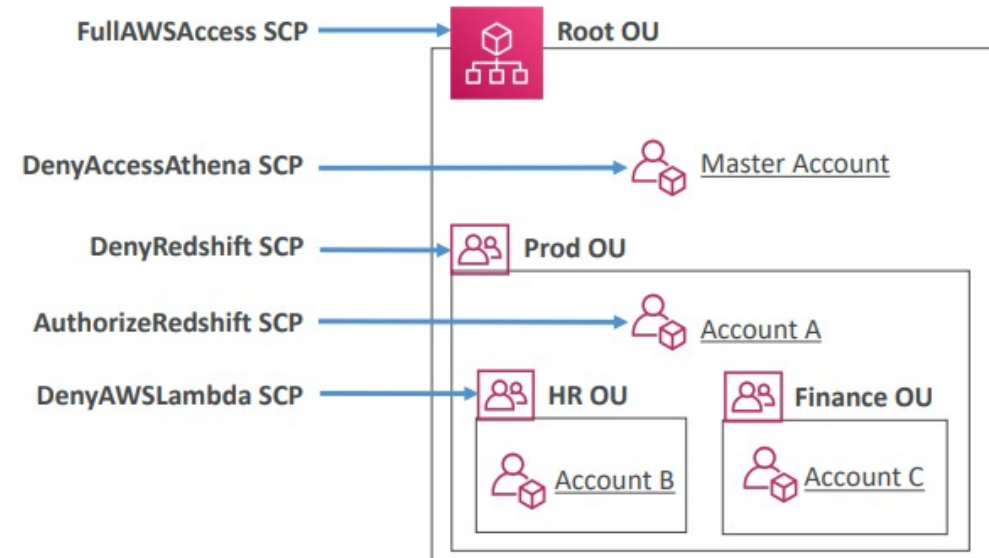 FullAWSAccess SCP
Root OU
DenyAccessAthena SCP
Master Account
DenyRedshift SCP
Prod OU
AuthorizeRedshift SCP
Account A
DenyAWSLambda SCP
HR OU
Finance OU
Account B
Account C